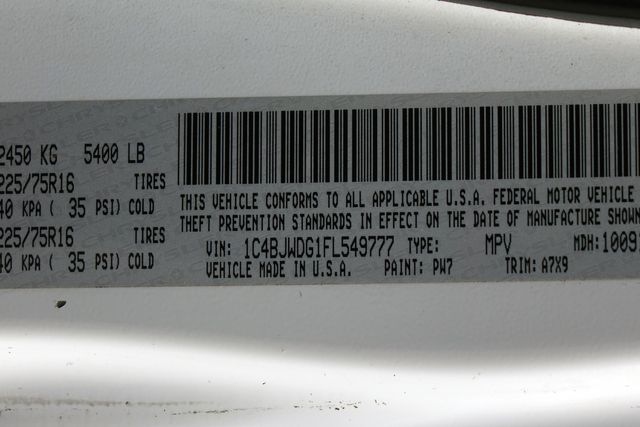 2450 KG 5400 LB
225/75R16 TIRES
40 KPA ( 35 PSI) COLD
225/75R16 TIRES
40 KPA ( 35 PSI) COLD
THIS VEHICLE CONFORMS TO ALL APPLICABLE U.S.A. FEDERAL MOTOR VEHICLE
THEFT PREVENTION STANDARDS IN EFFECT ON THE DATE OF MANUFACTURE SHOWN
VIN: 1C4BJWDG1FL549777 TYPE: MPV MDH: 10091
VEHICLE MADE IN U.S.A. PAINT: PW7 TRIM: A7X9